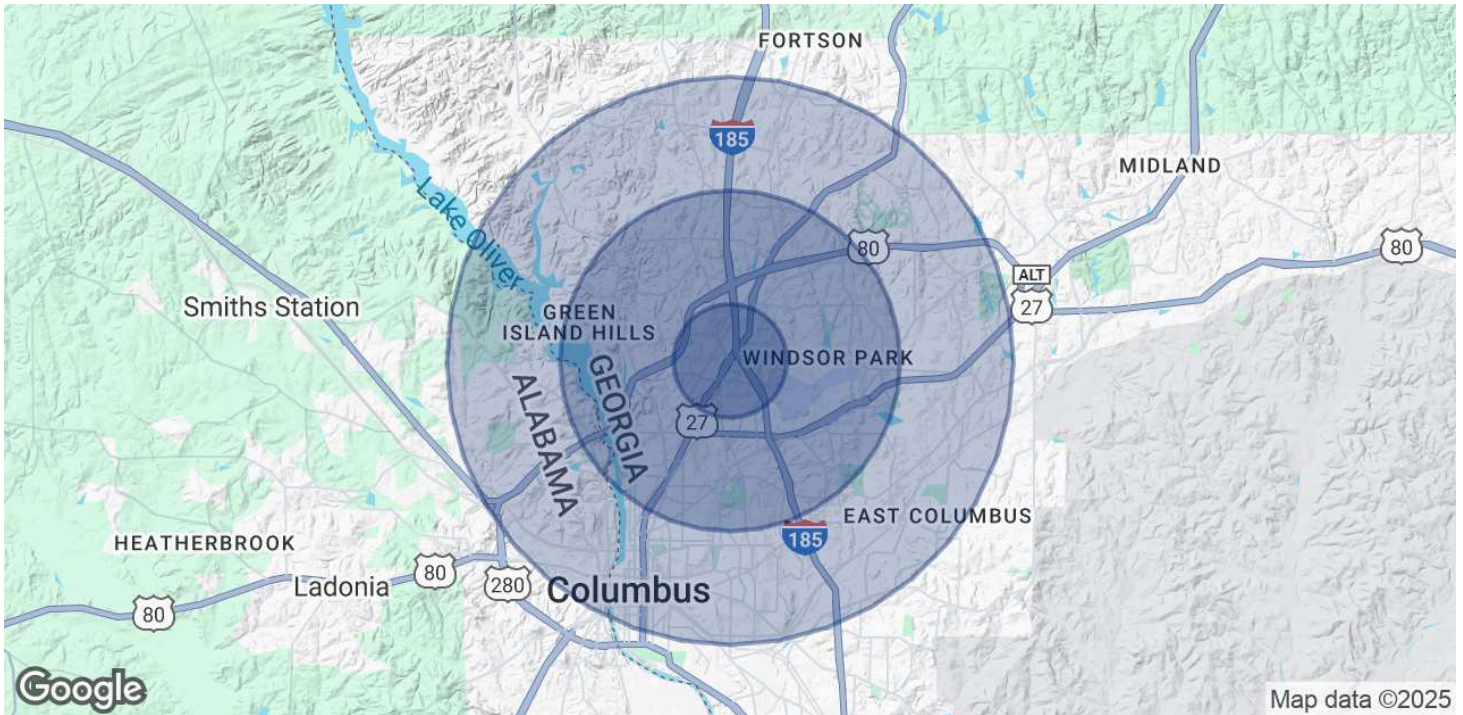 FORTSON
185
MIDLAND
Lake Oliver
80
80
ALT
27
Smiths Station
GREEN
ISLAND HILLS
WINDSOR PARK
GEORGIA
ALABAMA
27
EAST COLUMBUS
185
HEATHERBROOK
80
280
Ladonia
Columbus
80
Google
Map data ©2025